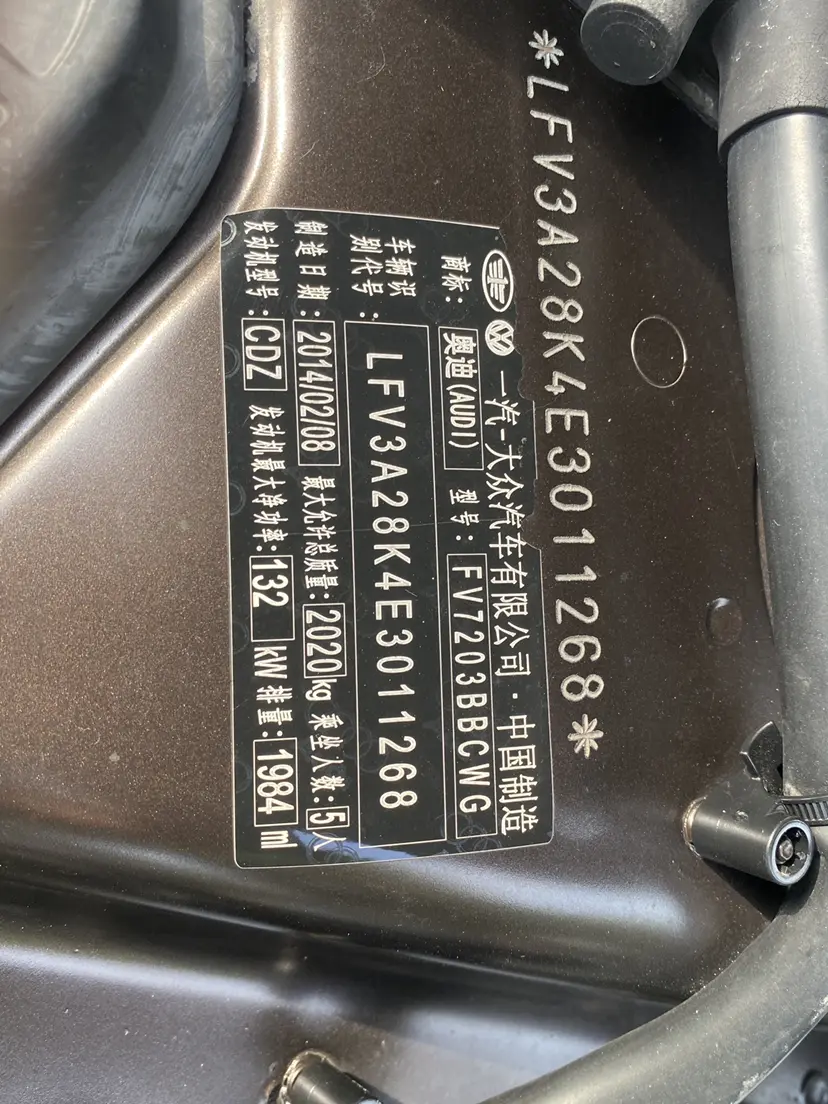 *LFV3A28K4E3011268*
一汽-大众汽车有限公司·中国制造
商标: 奥迪(AUDI) 型号: FV7203BBCWG
车辆识别代号: LFV3A28K4E3011268
制造日期: 2014/02/08 最大允许总质量: 2020kg 乘坐人数: 5人
发动机型号: CDZ 发动机最大净功率: 132 kW 排量: 1984 ml